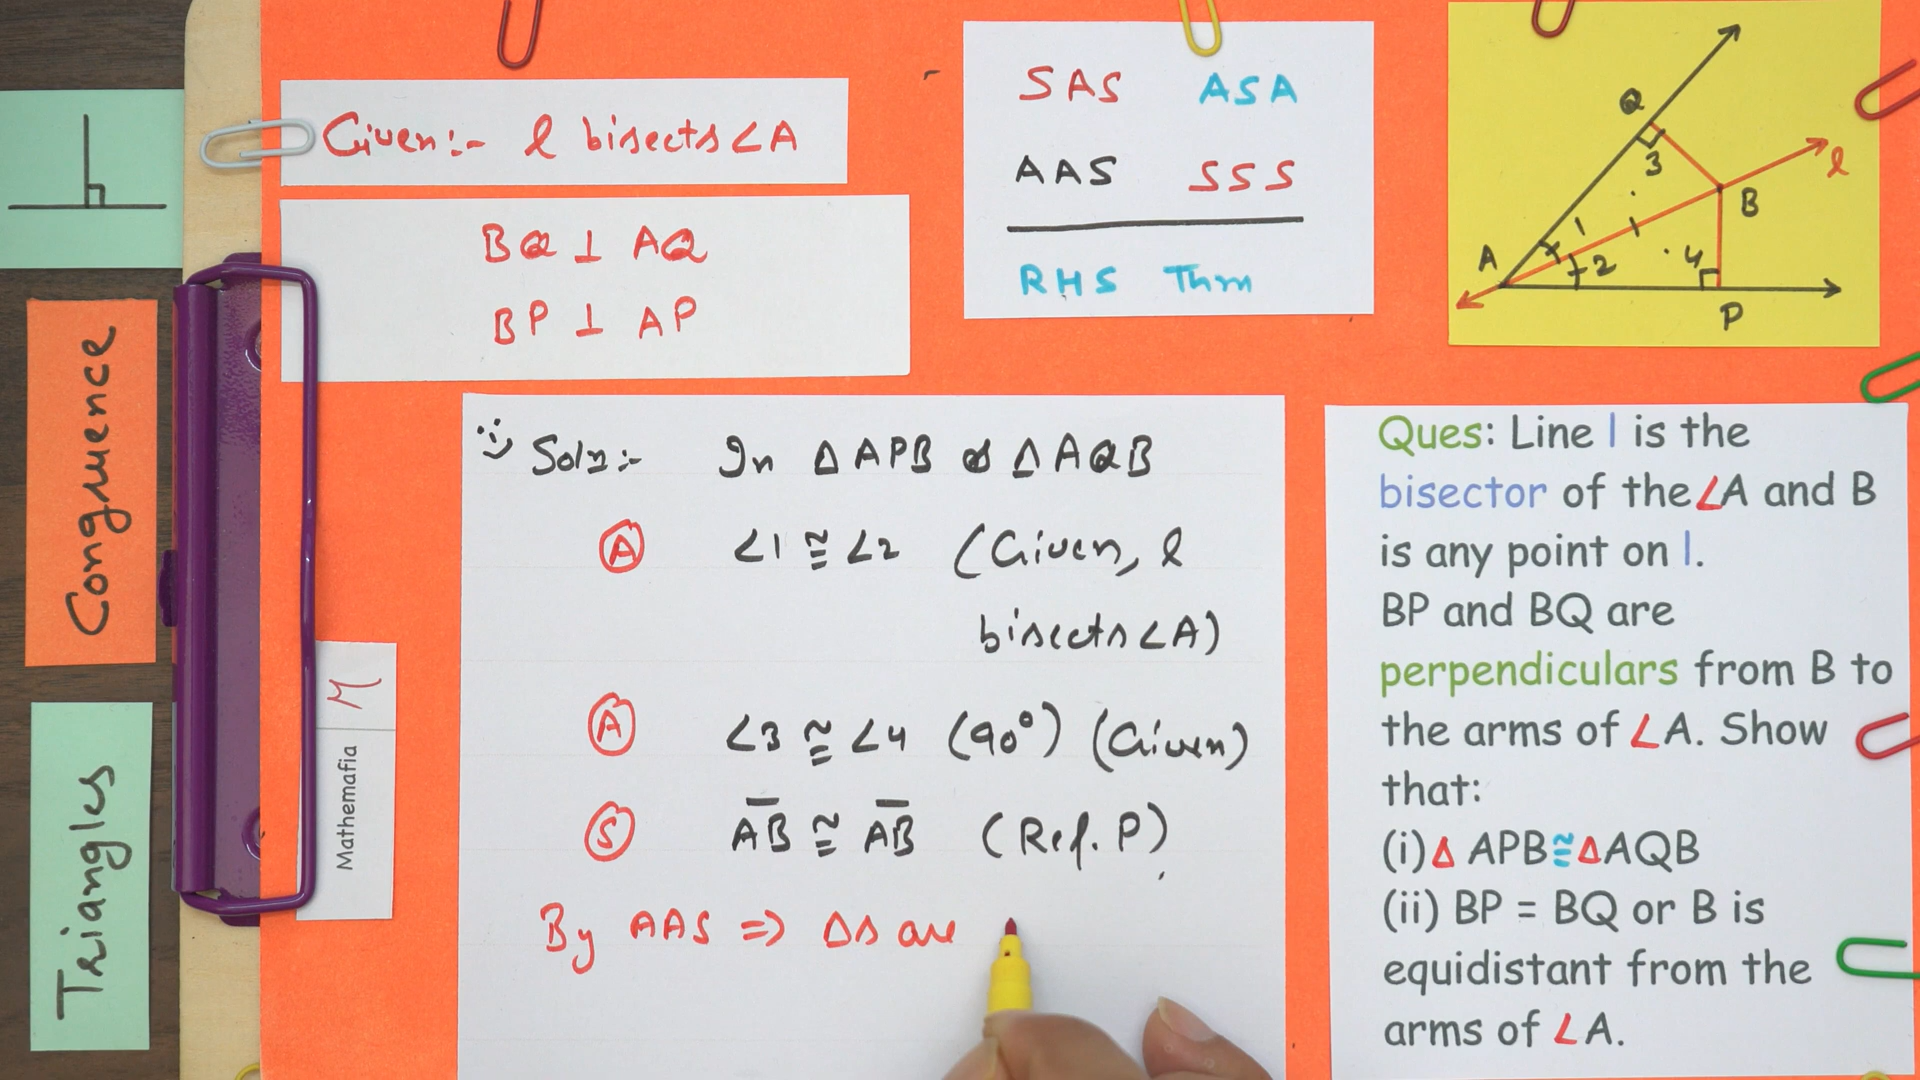 Given:- l bisects ∠A
BQ ⊥ AQ
BP ⊥ AP
SAS ASA
AAS SSS
RHS Thm
Q
3
l
B
1
A
2
4
P
Congruence
Triangles
M
Mathemafia
Soln:- In ΔAPB & ΔAQB
A ∠1 ≅ ∠2 (Given, l
bisects ∠A)
A ∠3 ≅ ∠4 (90°) (Given)
S A̅B̅ ≅ A̅B̅ (Ref. P)
By AAS => Δs are
Ques: Line l is the
bisector of the ∠A and B
is any point on l.
BP and BQ are
perpendiculars from B to
the arms of ∠A. Show
that:
(i) Δ APB ≅ ΔAQB
(ii) BP = BQ or B is
equidistant from the
arms of ∠A.